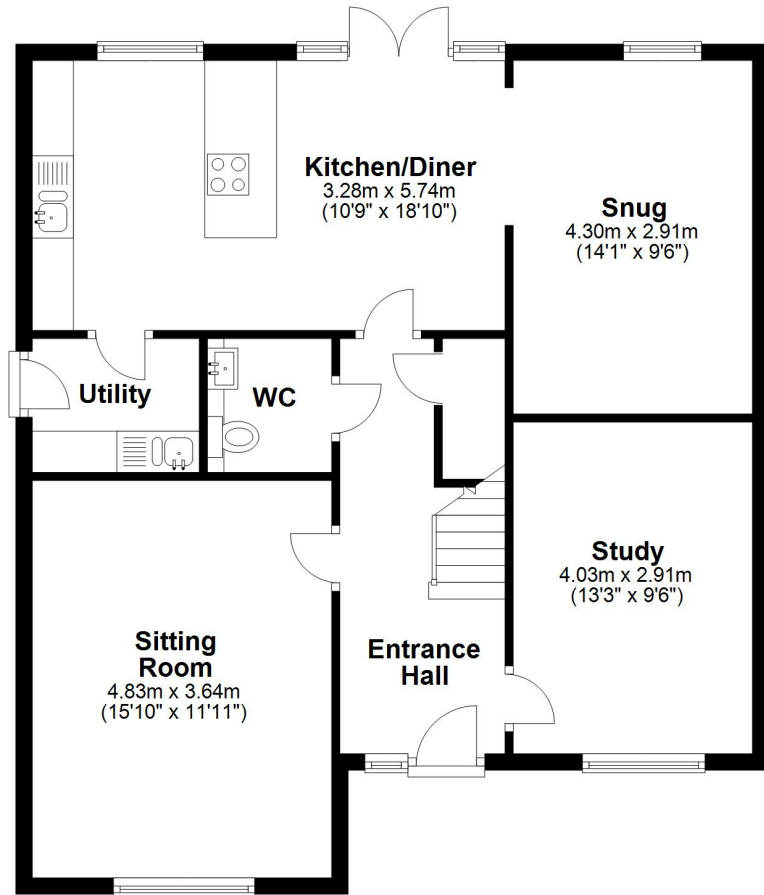 Kitchen/Diner
3.28m x 5.74m
(10'9" x 18'10")
Snug
4.30m x 2.91m
(14'1" x 9'6")
Utility
WC
Study
4.03m x 2.91m
(13'3" x 9'6")
Sitting
Room
4.83m x 3.64m
(15'10" x 11'11")
Entrance
Hall